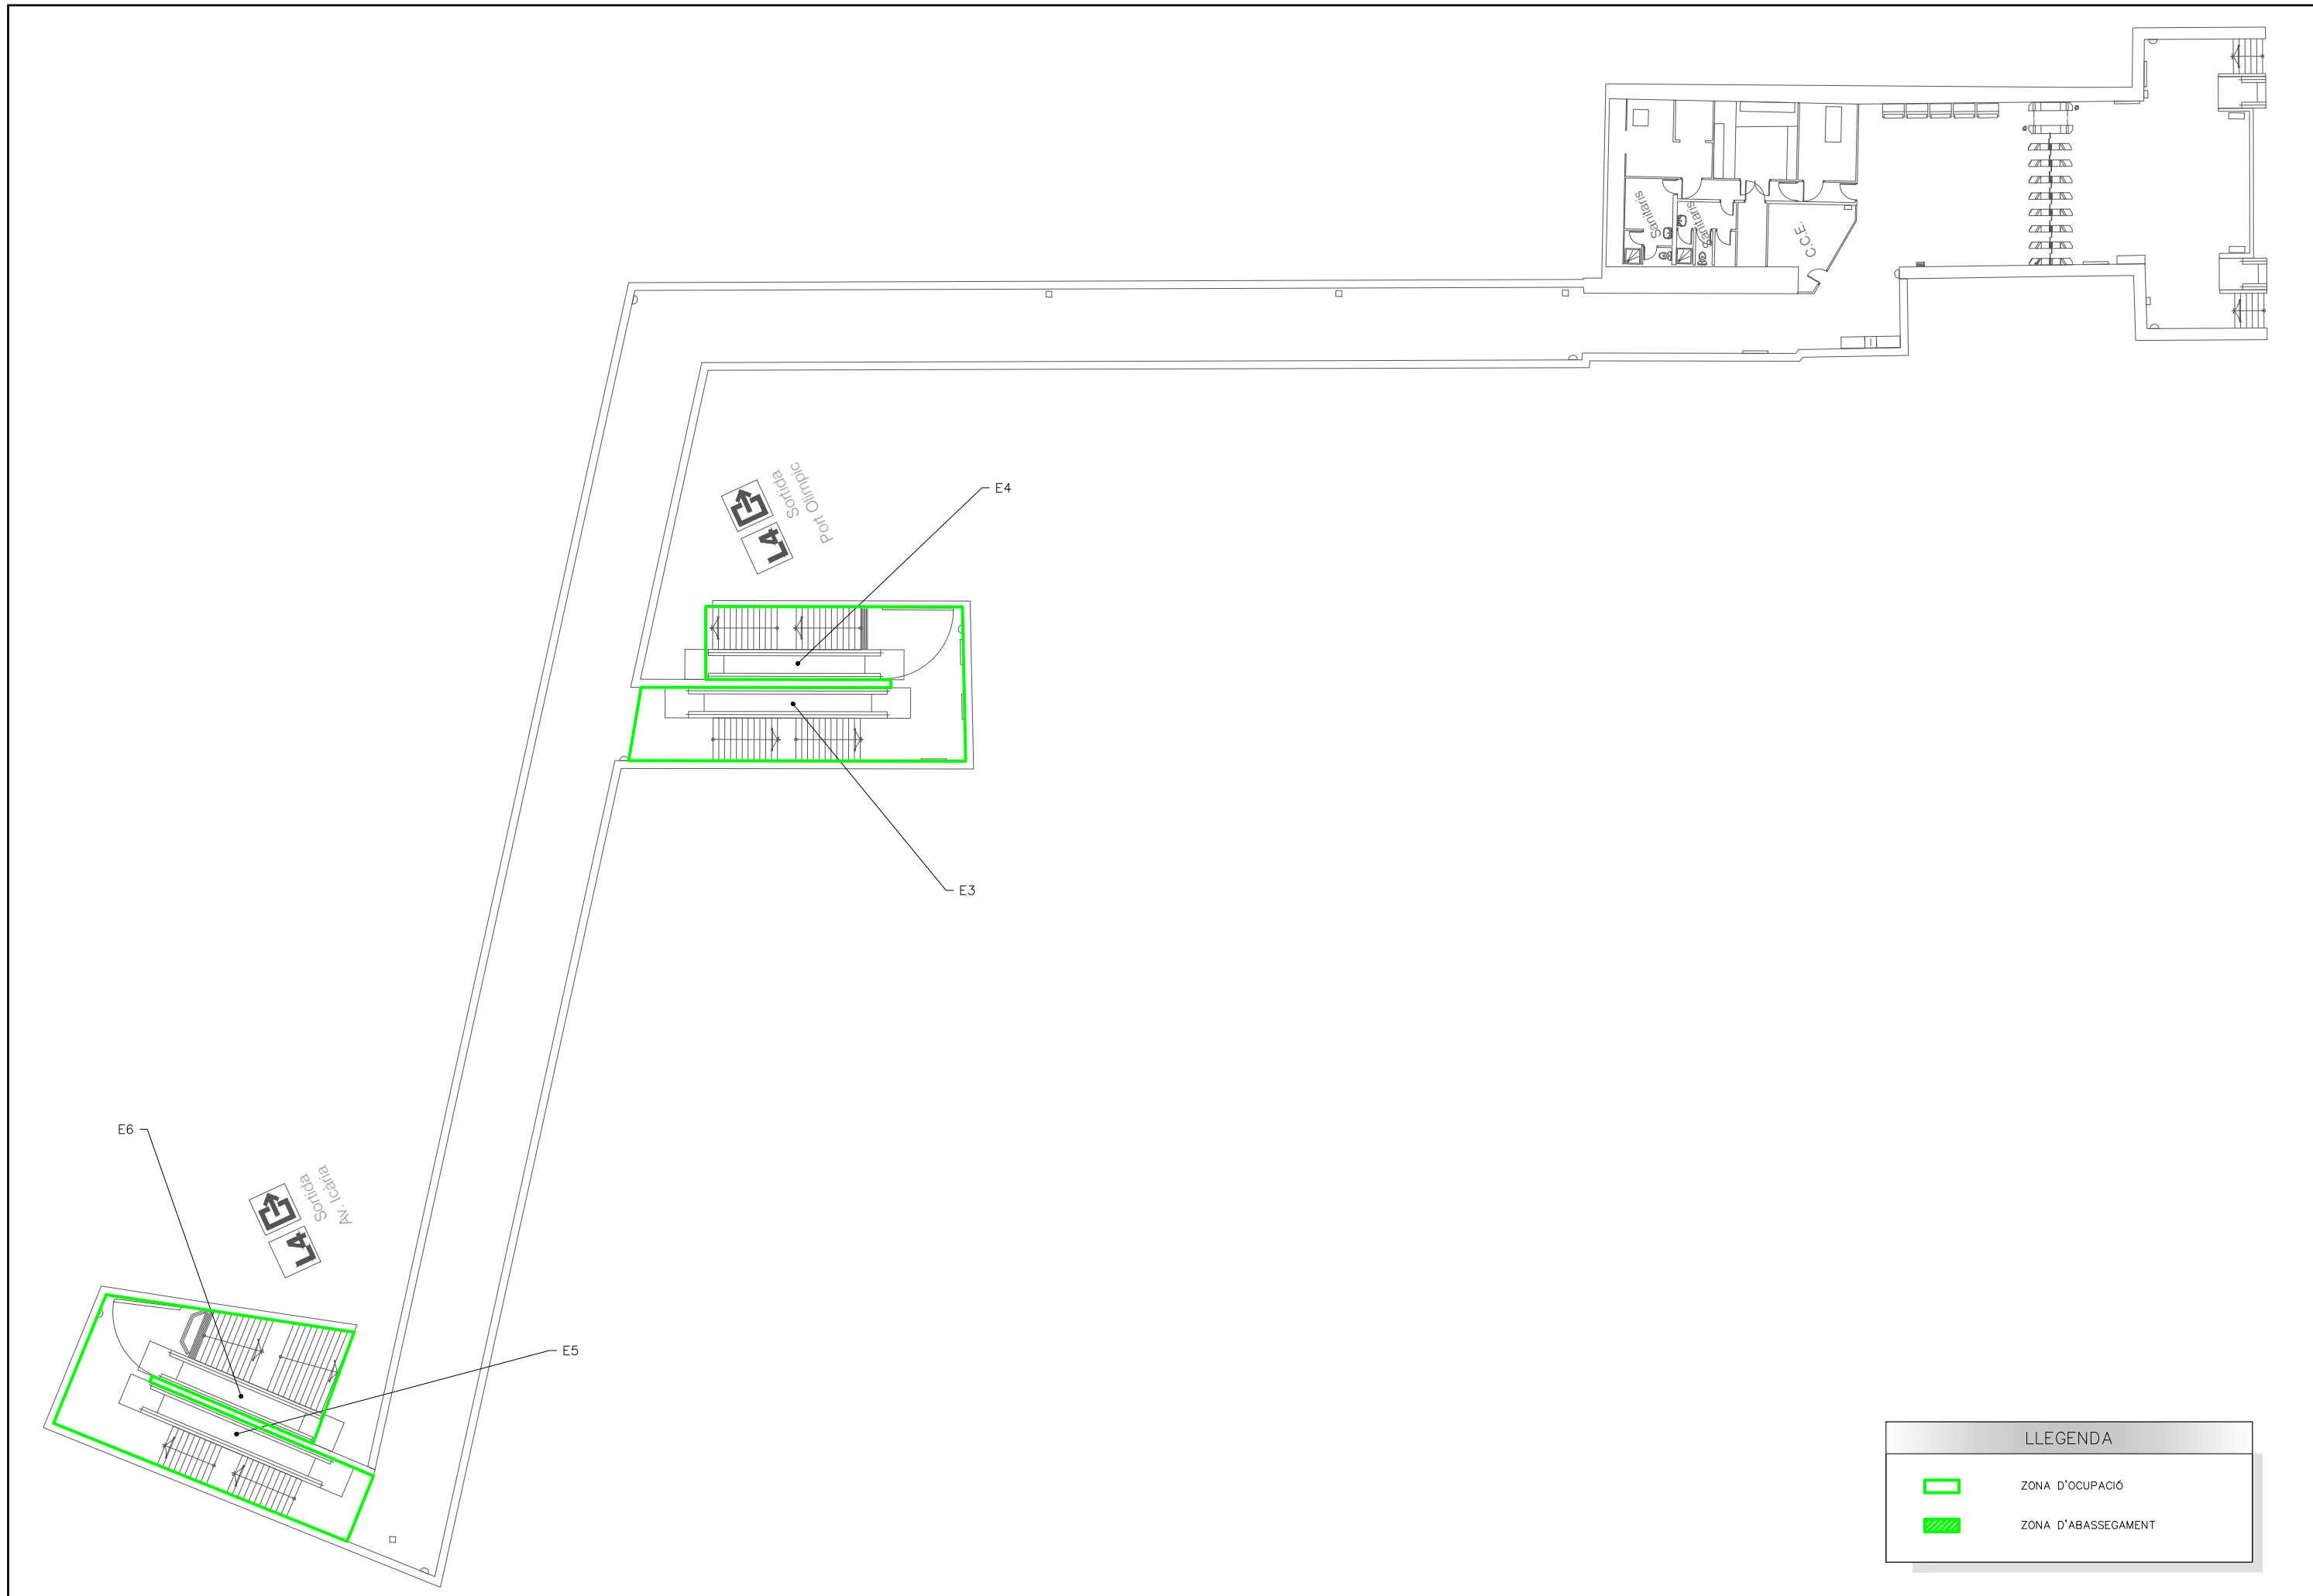 Sanitaris
Sanitaris
C.C.E.
L4
Sortida
Port Olímpic
E4
E3
E6
L4
Sortida
Av. Icària
E5
LLEGENDA
ZONA D'OCUPACIÓ
ZONA D'ABASSEGAMENT